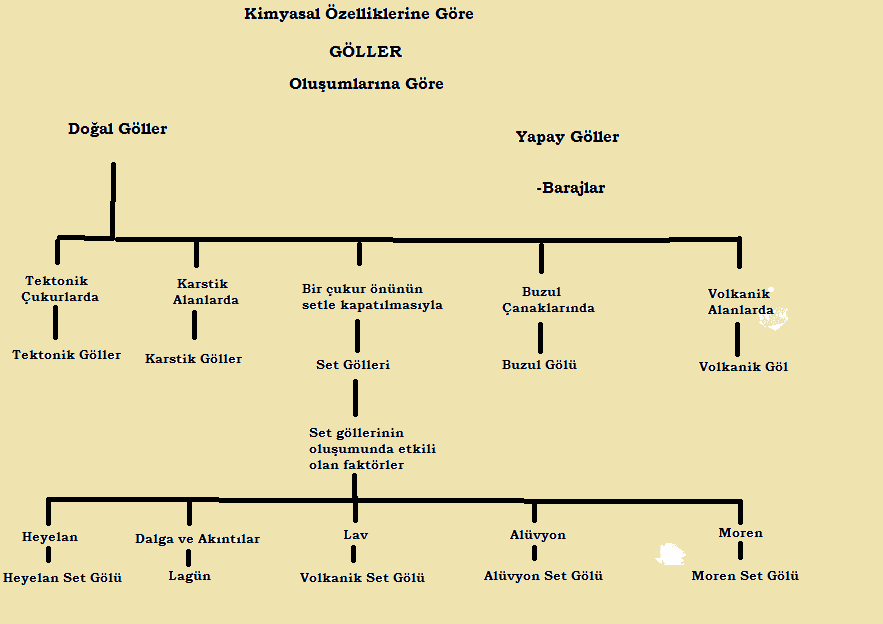 Kimyasal Özelliklerine Göre
GÖLLER
Oluşumlarına Göre
Doğal Göller
Yapay Göller
-Barajlar
Tektonik
Çukurlarda
Karstik
Alanlarda
Bir çukur önünün
setle kapatılmasıyla
Buzul
Çanaklarında
Volkanik
Alanlarda
Tektonik Göller
Karstik Göller
Set Gölleri
Buzul Gölü
Volkanik Göl
Set göllerinin
oluşumunda etkili
olan faktörler
Heyelan
Dalga ve Akıntılar
Lav
Alüvyon
Moren
Heyelan Set Gölü
Lagün
Volkanik Set Gölü
Alüvyon Set Gölü
Moren Set Gölü